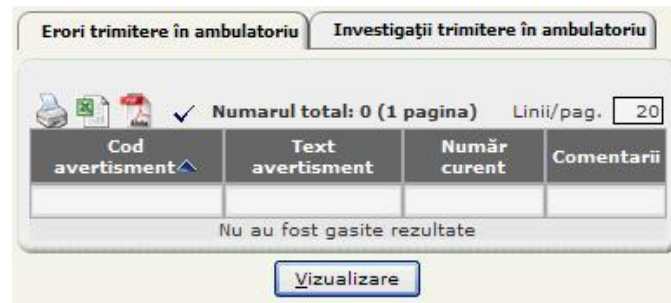 Erori trimitere în ambulatoriu Investigaţii trimitere în ambulatoriu
Numarul total: 0 (1 pagina) Linii/pag. 20
Cod avertisment Text avertisment Număr curent Comentarii
Nu au fost gasite rezultate
Vizualizare